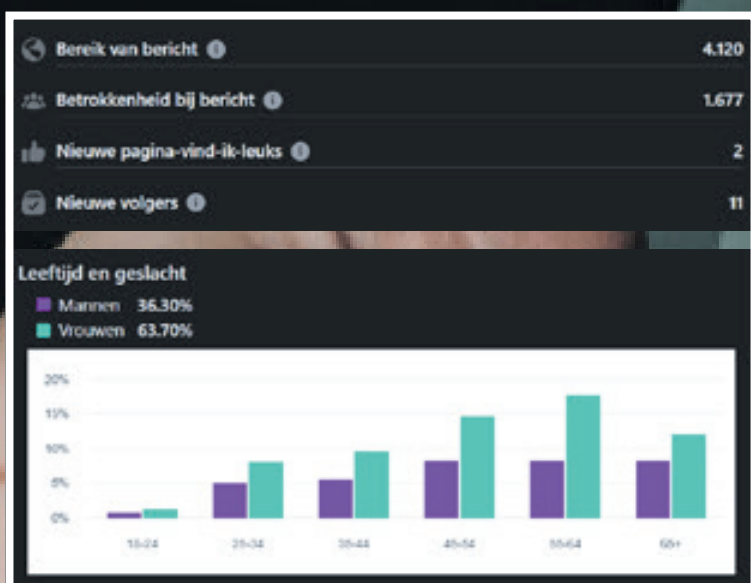 Bereik van bericht 4.120
Betrokkenheid bij bericht 1.677
Nieuwe pagina-vind-ik-leuks 2
Nieuwe volgers 11
Leeftijd en geslacht
Mannen 36.30%
Vrouwen 63.70%
20%
15%
10%
5%
0%
18-24 25-34 35-44 45-54 55-64 65+